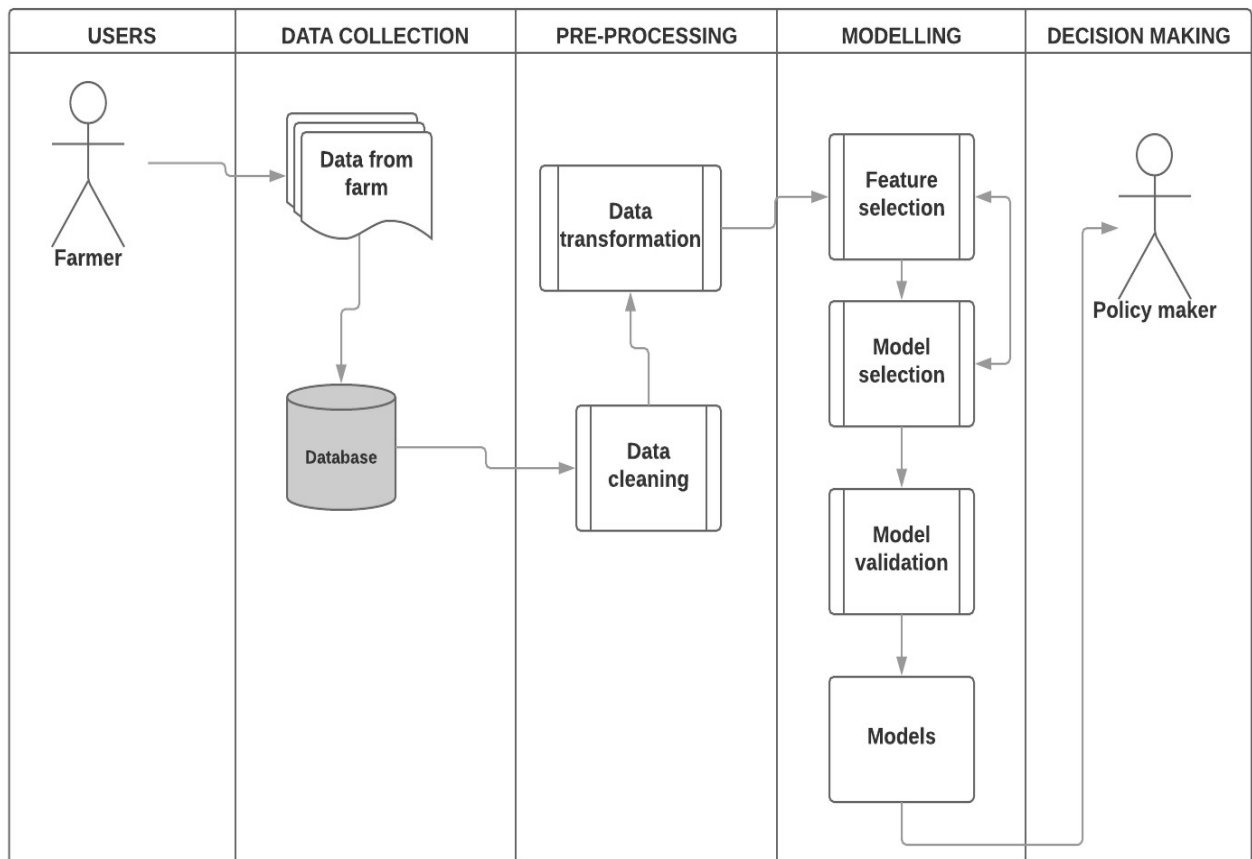 USERS
DATA COLLECTION
PRE-PROCESSING
MODELLING
DECISION MAKING
Farmer
Data from
farm
Database
Data
transformation
Data
cleaning
Feature
selection
Model
selection
Model
validation
Models
Policy maker